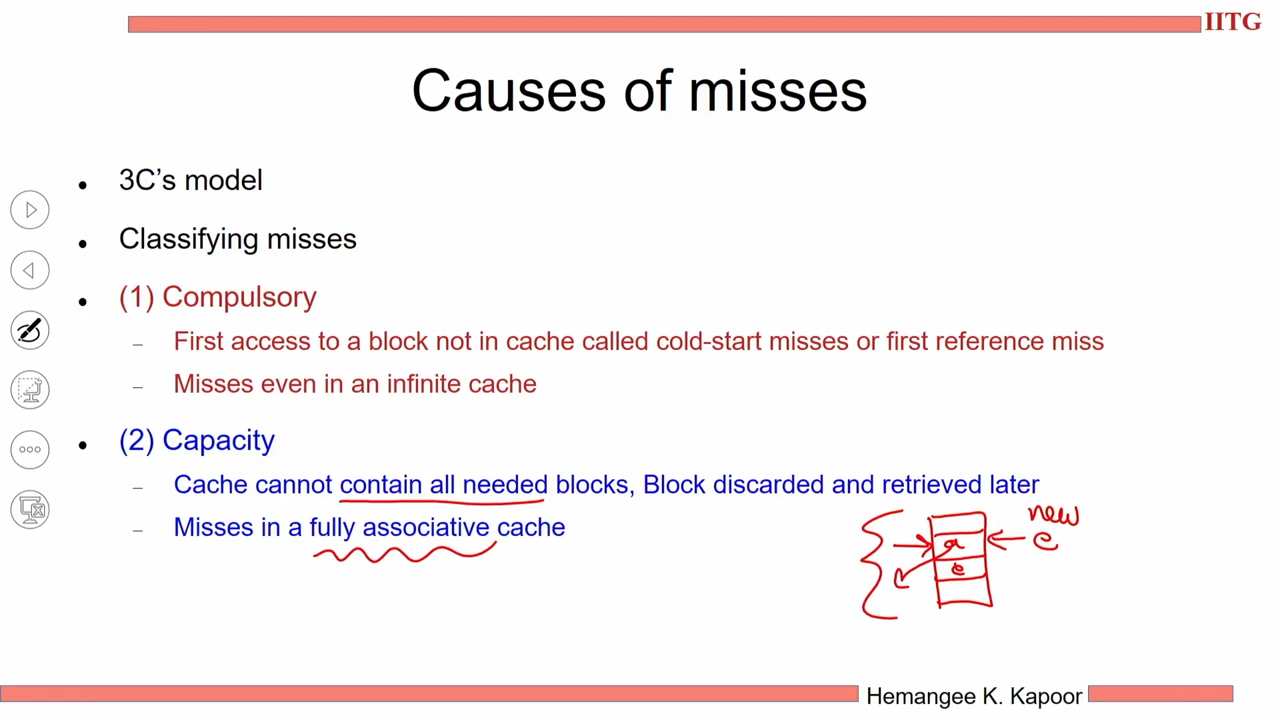 IITG
Causes of misses
• 3C’s model
• Classifying misses
• (1) Compulsory
– First access to a block not in cache called cold-start misses or first reference miss
– Misses even in an infinite cache
• (2) Capacity
– Cache cannot contain all needed blocks, Block discarded and retrieved later
– Misses in a fully associative cache
new
a
e
e
Hemangee K. Kapoor